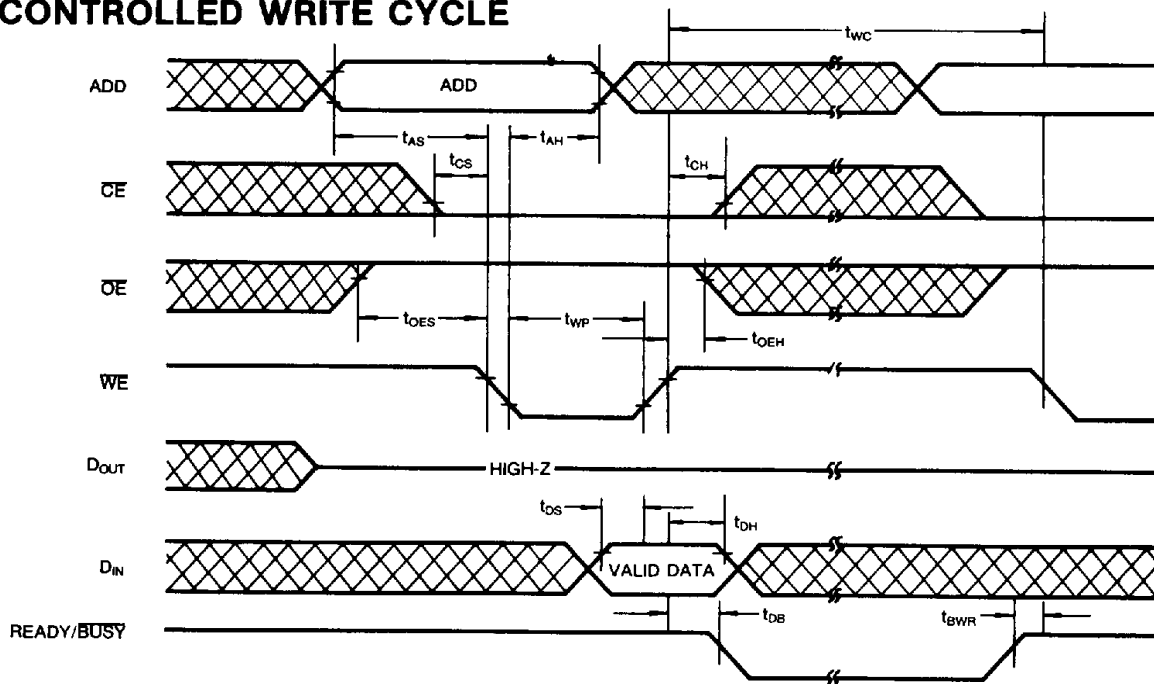 CONTROLLED WRITE CYCLE
tWC
ADD
ADD
tAS
tAH
tCS
tCH
CE
OE
tOES
tWP
tOEH
WE
DOUT
HIGH-Z
tDS
tDH
DIN
VALID DATA
tDB
tBWR
READY/BUSY